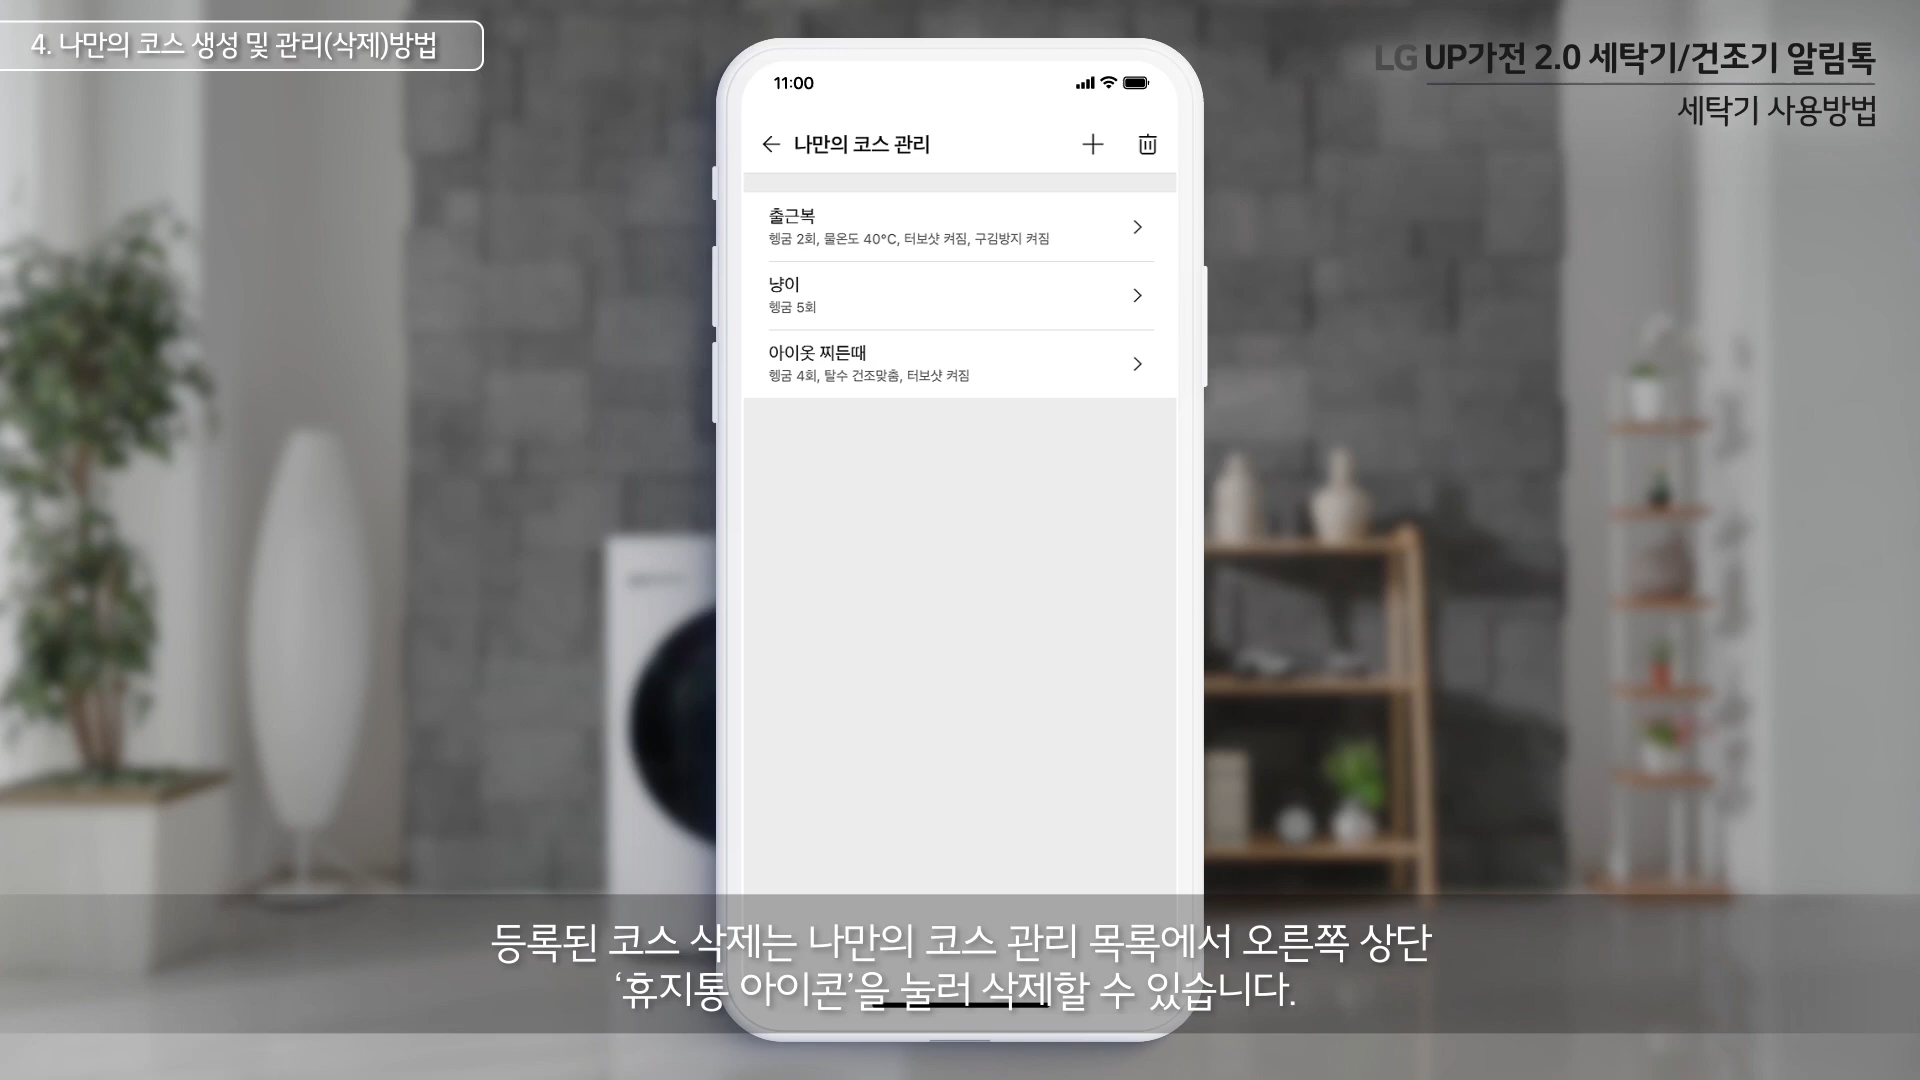 4. 나만의 코스 생성 및 관리(삭제)방법
LG UP가전 2.0 세탁기/건조기 알림톡
세탁기 사용방법
11:00
나만의 코스 관리
출근복
헹굼 2회, 물온도 40°C, 터보샷 켜짐, 구김방지 켜짐
냥이
헹굼 5회
아이옷 찌든때
헹굼 4회, 탈수 건조맞춤, 터보샷 켜짐
등록된 코스 삭제는 나만의 코스 관리 목록에서 오른쪽 상단
‘휴지통 아이콘’을 눌러 삭제할 수 있습니다.